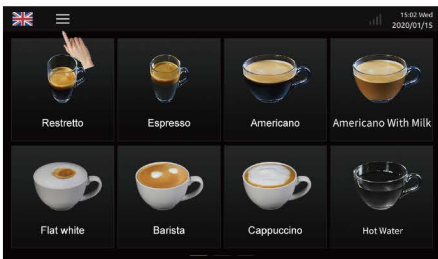 15:02 Wed
2020/01/15
Restretto
Espresso
Americano
Americano With Milk
Flat white
Barista
Cappuccino
Hot Water